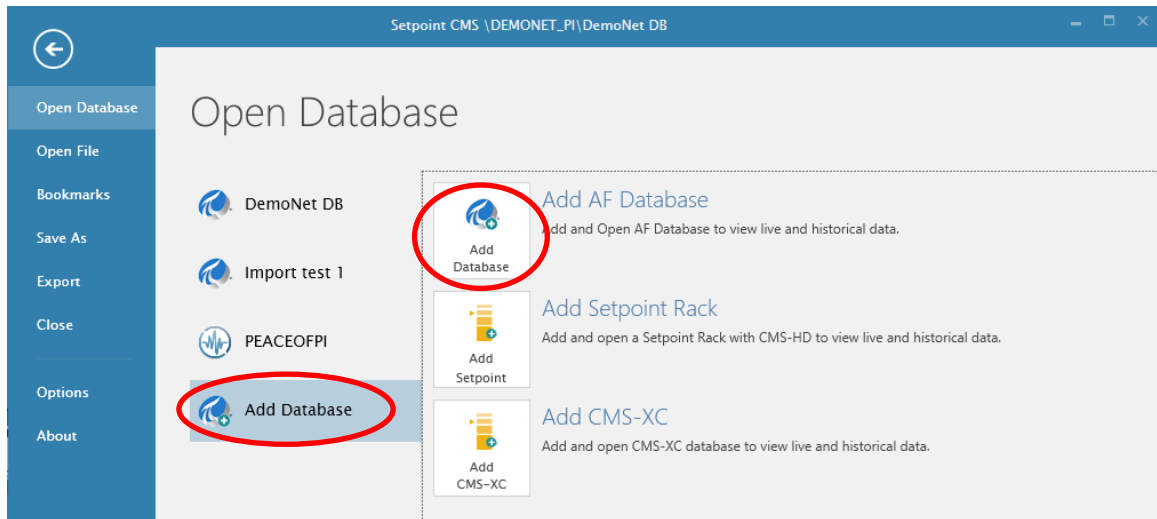 Setpoint CMS \DEMONET_PI\DemoNet DB
Open Database
Open File
Bookmarks
Save As
Export
Close
Options
About
Open Database
DemoNet DB
Import test 1
PEACEOFPI
Add Database
Add
Database
Add AF Database
Add and Open AF Database to view live and historical data.
Add
Setpoint
Add Setpoint Rack
Add and open a Setpoint Rack with CMS-HD to view live and historical data.
Add
CMS-XC
Add CMS-XC
Add and open CMS-XC database to view live and historical data.